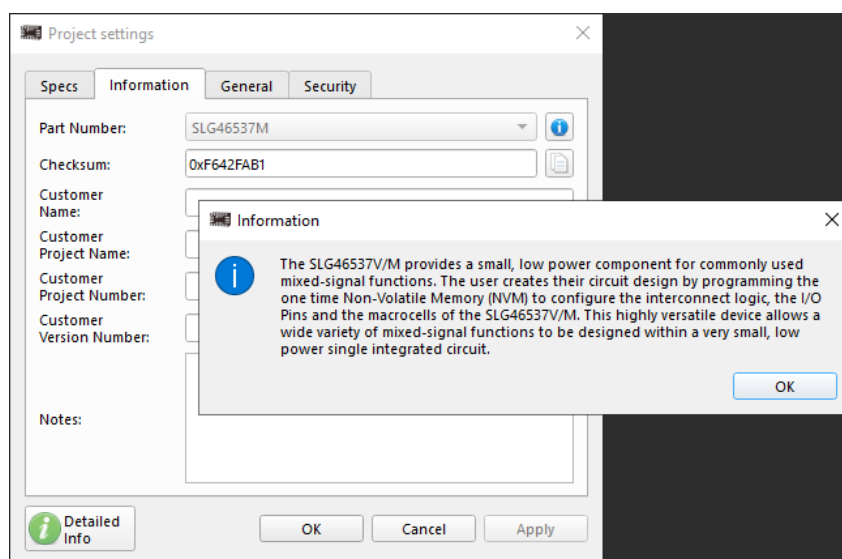 Project settings
Specs Information General Security
Part Number: SLG46537M
Checksum: 0xF642FAB1
Customer
Name:
Customer
Project Name:
Customer
Project Number:
Customer
Version Number:
Notes:
Information
The SLG46537V/M provides a small, low power component for commonly used
mixed-signal functions. The user creates their circuit design by programming the
one time Non-Volatile Memory (NVM) to configure the interconnect logic, the I/O
Pins and the macrocells of the SLG46537V/M. This highly versatile device allows a
wide variety of mixed-signal functions to be designed within a very small, low
power single integrated circuit.
OK
Detailed
Info
OK Cancel Apply